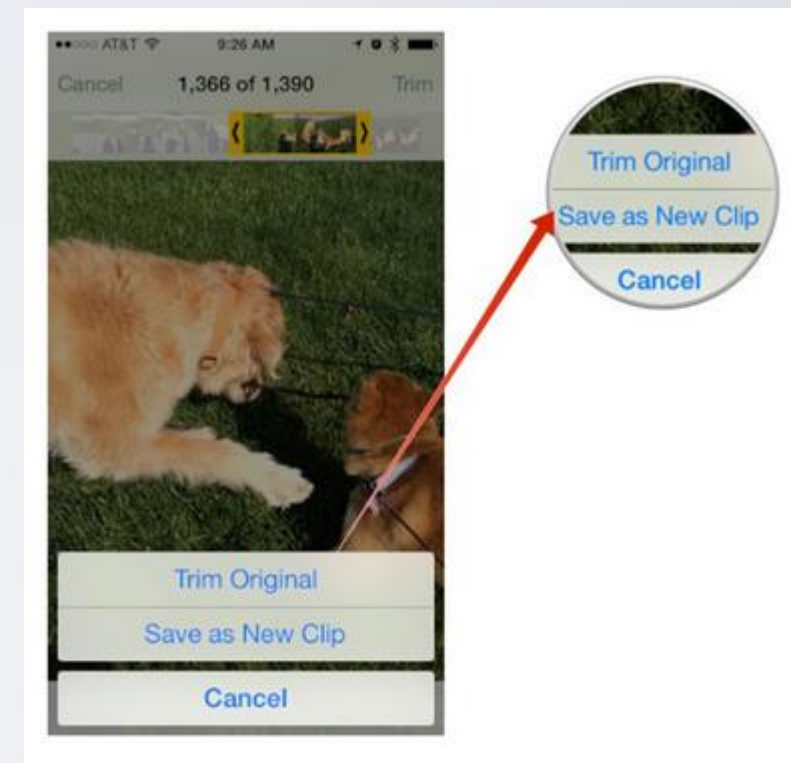 AT&T 9:26 AM
Cancel 1,366 of 1,390 Trim
Trim Original
Save as New Clip
Cancel
Trim Original
Save as New Clip
Cancel